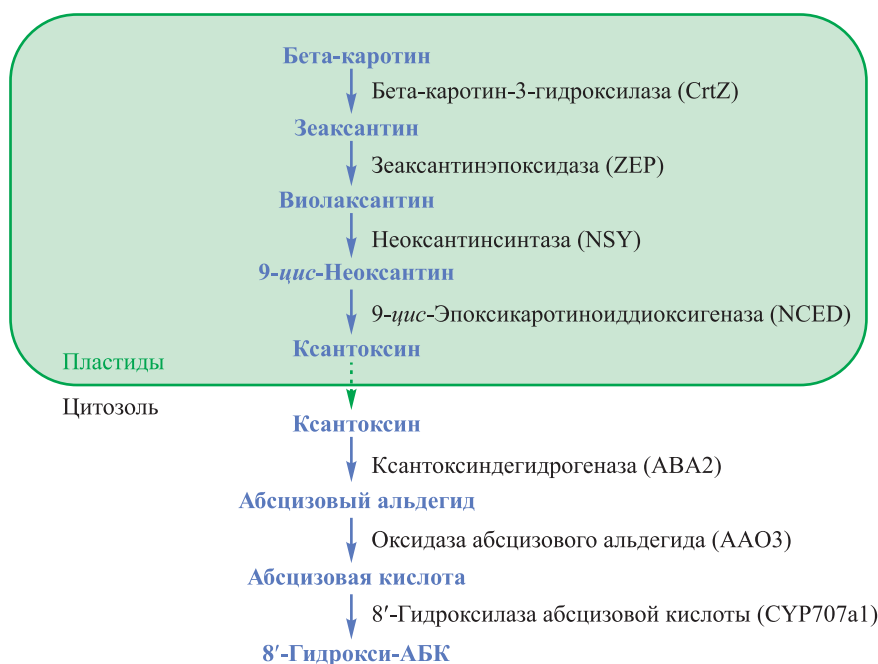 Бета-каротин
Бета-каротин-3-гидроксилаза (CrtZ)
Зеаксантин
Зеаксантинэпоксидаза (ZEP)
Виолаксантин
Неоксантинсинтаза (NSY)
9-цис-Неоксантин
9-цис-Эпоксикаротиноиддиоксигеназа (NCED)
Ксантоксин
Пластиды
Цитозоль
Ксантоксин
Ксантоксиндегидрогеназа (ABA2)
Абсцизовый альдегид
Оксидаза абсцизового альдегида (AAO3)
Абсцизовая кислота
8′-Гидроксилаза абсцизовой кислоты (CYP707a1)
8′-Гидрокси-АБК